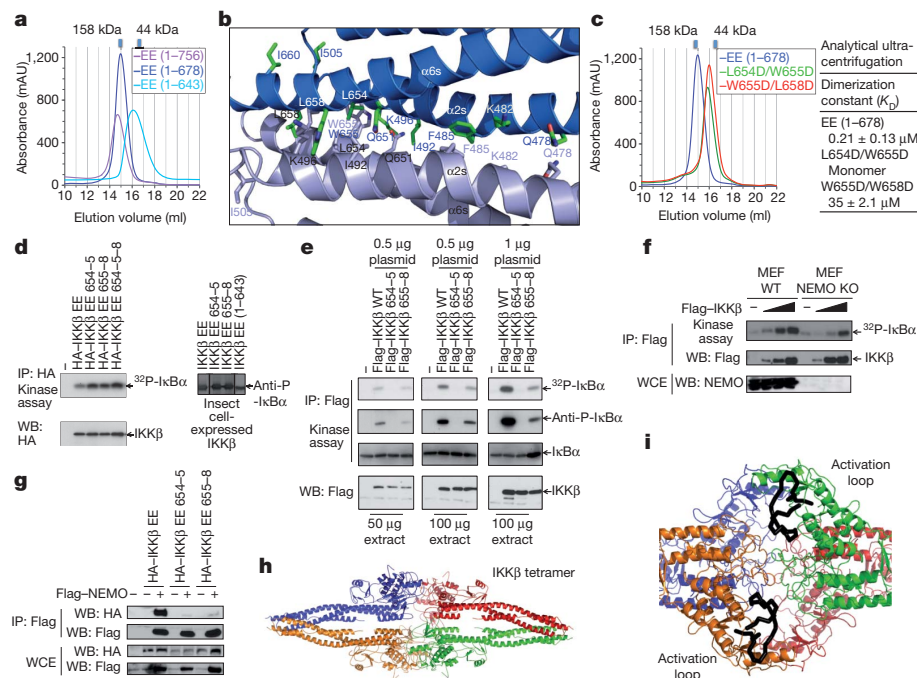 a
158 kDa 44 kDa
EE (1–756)
EE (1–678)
EE (1–643)
Absorbance (mAU)
1,200
900
600
300
0
10 12 14 16 18 20 22
Elution volume (ml)
b
I660
I505
α6s
L658
L654
L658
W655
W655
Q651
K496
α2s
K482
K496
L654
I492
Q651
I492
F485
F485
K482
Q478
Q478
α2s
I505
α6s
c
158 kDa 44 kDa
EE (1–678)
L654D/W655D
W655D/L658D
Absorbance (mAU)
1,200
900
600
300
0
10 12 14 16 18 20 22
Elution volume (ml)
Analytical ultra-
centrifugation
Dimerization
constant (KD)
EE (1–678)
0.21 ± 0.13 μM
L654D/W655D
Monomer
W655D/W658D
35 ± 2.1 μM
d
–
HA–IKKβ EE
HA–IKKβ EE 654–5
HA–IKKβ EE 655–8
HA–IKKβ EE 654–5–8
IP: HA
Kinase
assay
32P-IκBα
WB:
HA
IKKβ
IKKβ EE
IKKβ EE 654–5
IKKβ EE 655–8
IKKβ EE (1–643)
Anti-P
-IκBα
Insect
cell-
expressed
IKKβ
e
0.5 μg
plasmid
0.5 μg
plasmid
1 μg
plasmid
–
Flag–IKKβ WT
Flag–IKKβ 654–5
Flag–IKKβ 655–8
–
Flag–IKKβ WT
Flag–IKKβ 654–5
Flag–IKKβ 655–8
–
Flag–IKKβ WT
Flag–IKKβ 654–5
Flag–IKKβ 655–8
IP: Flag
Kinase
assay
32P-IκBα
Anti-P-IκBα
IκBα
WB: Flag
IKKβ
50 μg
extract
100 μg
extract
100 μg
extract
f
MEF
WT
MEF
NEMO KO
Flag–IKKβ – –
IP: Flag
Kinase
assay
32P-IκBα
WB: Flag
IKKβ
WCE
WB: NEMO
g
–
HA–IKKβ EE
HA–IKKβ EE 654–5
HA–IKKβ EE 655–8
Flag–NEMO – – + – + – +
IP: Flag
WB: HA
WB: Flag
WCE
WB: HA
WB: Flag
h
IKKβ tetramer
i
Activation
loop
Activation
loop